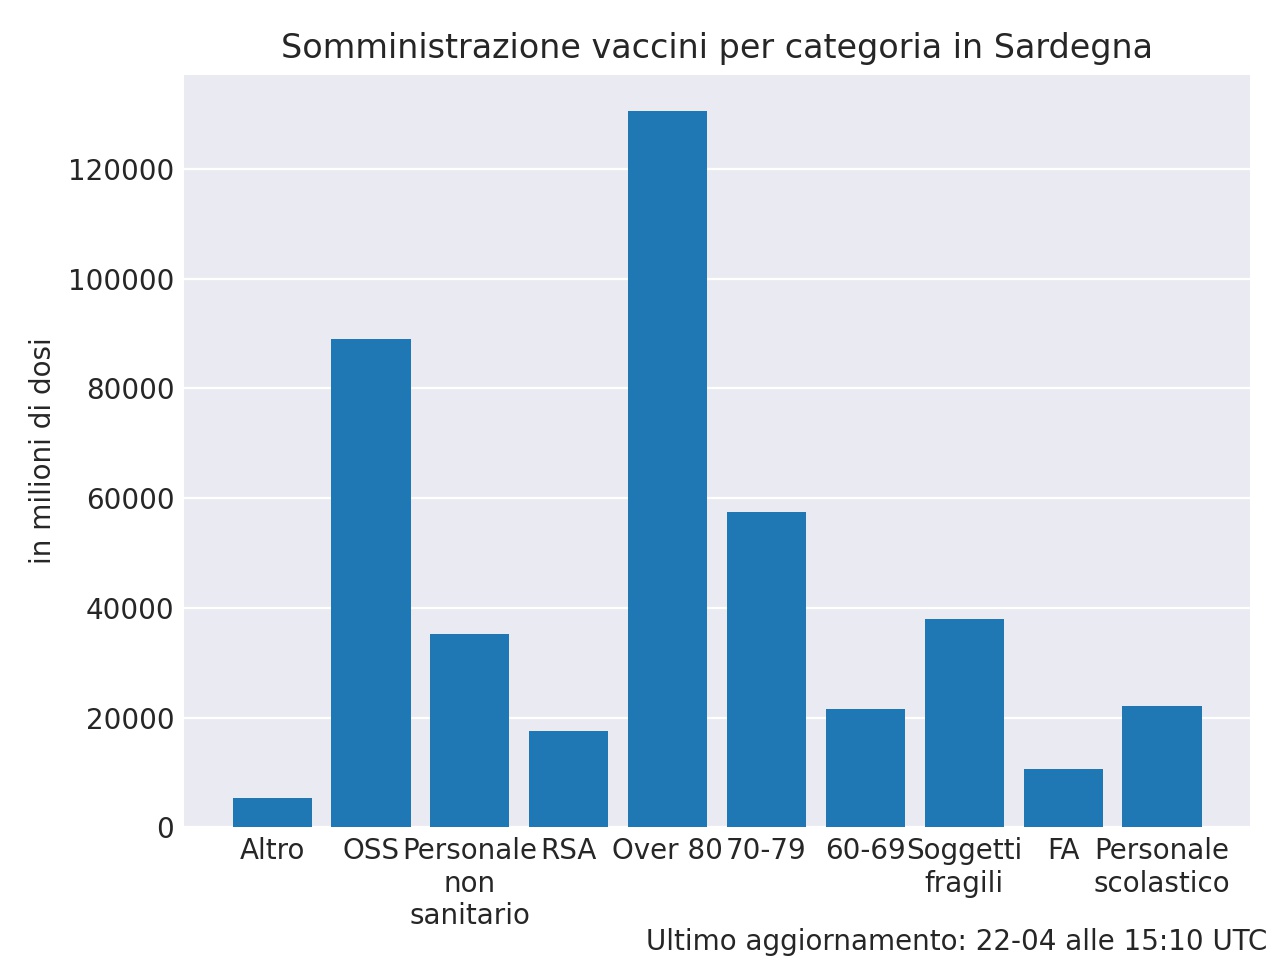 Somministrazione vaccini per categoria in Sardegna
in milioni di dosi
120000
100000
80000
60000
40000
20000
0
Altro
OSS
Personale
non
sanitario
RSA
Over 80
70-79
60-69
Soggetti
fragili
FA
Personale
scolastico
Ultimo aggiornamento: 22-04 alle 15:10 UTC